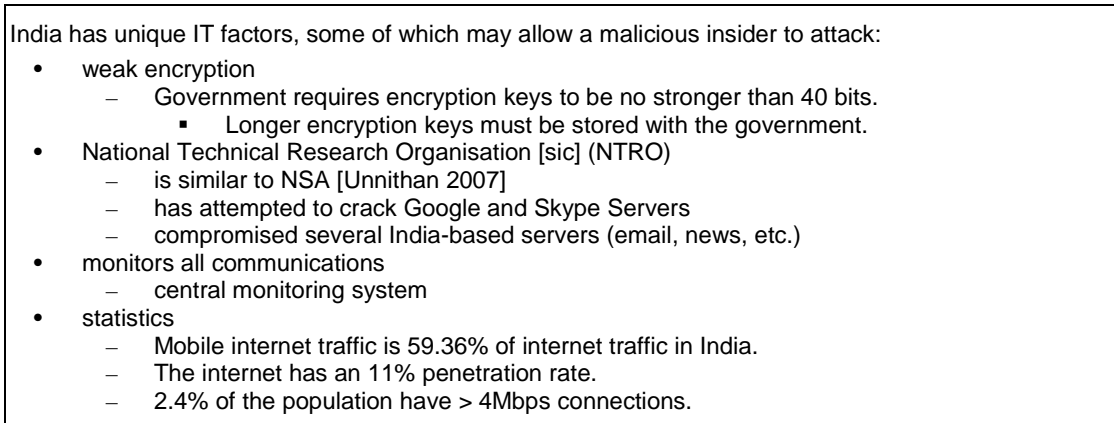 India has unique IT factors, some of which may allow a malicious insider to attack:
• weak encryption
– Government requires encryption keys to be no stronger than 40 bits.
▪ Longer encryption keys must be stored with the government.
• National Technical Research Organisation [sic] (NTRO)
– is similar to NSA [Unnithan 2007]
– has attempted to crack Google and Skype Servers
– compromised several India-based servers (email, news, etc.)
• monitors all communications
– central monitoring system
• statistics
– Mobile internet traffic is 59.36% of internet traffic in India.
– The internet has an 11% penetration rate.
– 2.4% of the population have > 4Mbps connections.